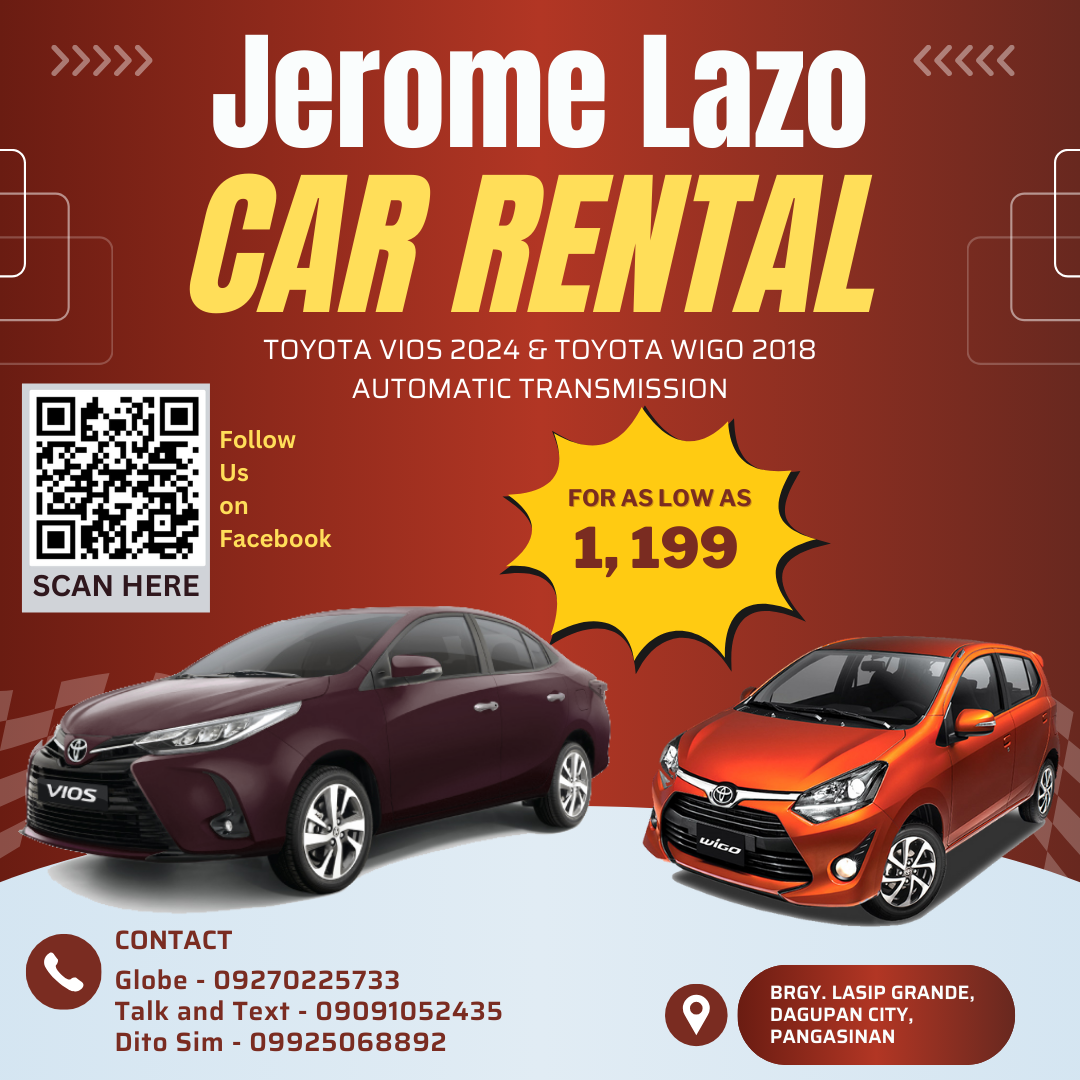 Jerome Lazo
CAR RENTAL
TOYOTA VIOS 2024 & TOYOTA WIGO 2018
AUTOMATIC TRANSMISSION
Follow
Us
on
Facebook
SCAN HERE
FOR AS LOW AS
1, 199
VIOS
WIGO
CONTACT
Globe - 09270225733
Talk and Text - 09091052435
Dito Sim - 09925068892
BRGY. LASIP GRANDE,
DAGUPAN CITY,
PANGASINAN